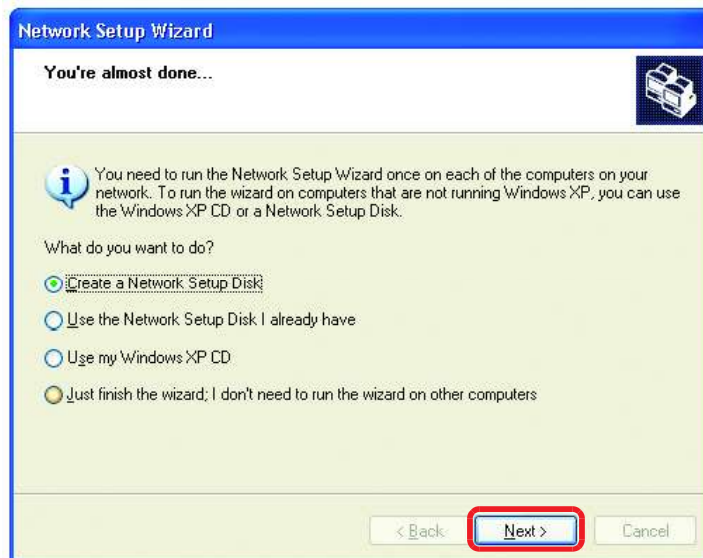 Network Setup Wizard
You're almost done...
You need to run the Network Setup Wizard once on each of the computers on your
network. To run the wizard on computers that are not running Windows XP, you can use
the Windows XP CD or a Network Setup Disk.
What do you want to do?
Create a Network Setup Disk
Use the Network Setup Disk I already have
Use my Windows XP CD
Just finish the wizard; I don't need to run the wizard on other computers
< Back Next > Cancel